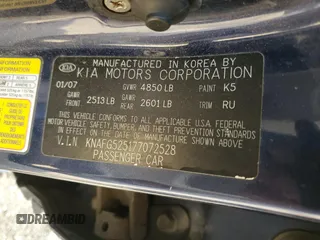 MANUFACTURED IN KOREA BY
KIA KIA MOTORS CORPORATION
01/07 GVWR 4850 LB PAINT K5
FRONT 2513 LB REAR 2601 LB TRIM RU
THIS VEHICLE CONFORMS TO ALL APPLICABLE U.S.A. FEDERAL
MOTOR VEHICLE SAFETY, BUMPER, AND THEFT PREVENTION STANDARDS
IN EFFECT ON THE DATE OF MANUFACTURE SHOWN ABOVE.
V.I.N KNAFG525177072528
PASSENGER CAR
DREAMBID